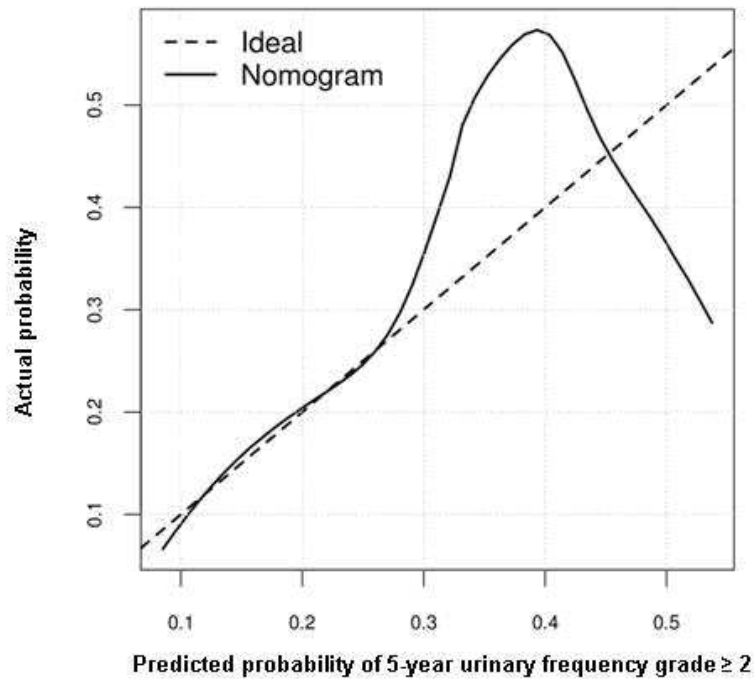 Ideal
Nomogram
0.5
0.4
0.3
0.2
0.1
Actual probability
0.1 0.2 0.3 0.4 0.5
Predicted probability of 5-year urinary frequency grade ≥ 2